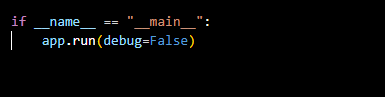 if __name__ == "__main__":
    app.run(debug=False)